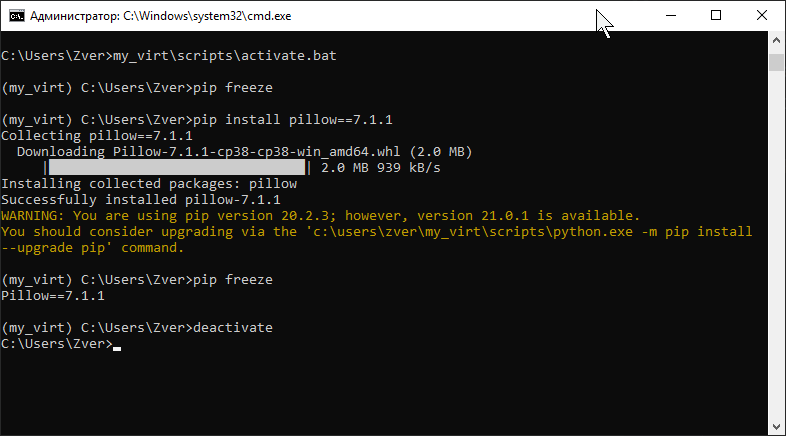 Администратор: C:\Windows\system32\cmd.exe
C:\Users\Zver>my_virt\scripts\activate.bat
(my_virt) C:\Users\Zver>pip freeze
(my_virt) C:\Users\Zver>pip install pillow==7.1.1
Collecting pillow==7.1.1
  Downloading Pillow-7.1.1-cp38-cp38-win_amd64.whl (2.0 MB)
     |████████████████████████████████| 2.0 MB 939 kB/s
Installing collected packages: pillow
Successfully installed pillow-7.1.1
WARNING: You are using pip version 20.2.3; however, version 21.0.1 is available.
You should consider upgrading via the 'c:\users\zver\my_virt\scripts\python.exe -m pip install
--upgrade pip' command.
(my_virt) C:\Users\Zver>pip freeze
Pillow==7.1.1
(my_virt) C:\Users\Zver>deactivate
C:\Users\Zver>